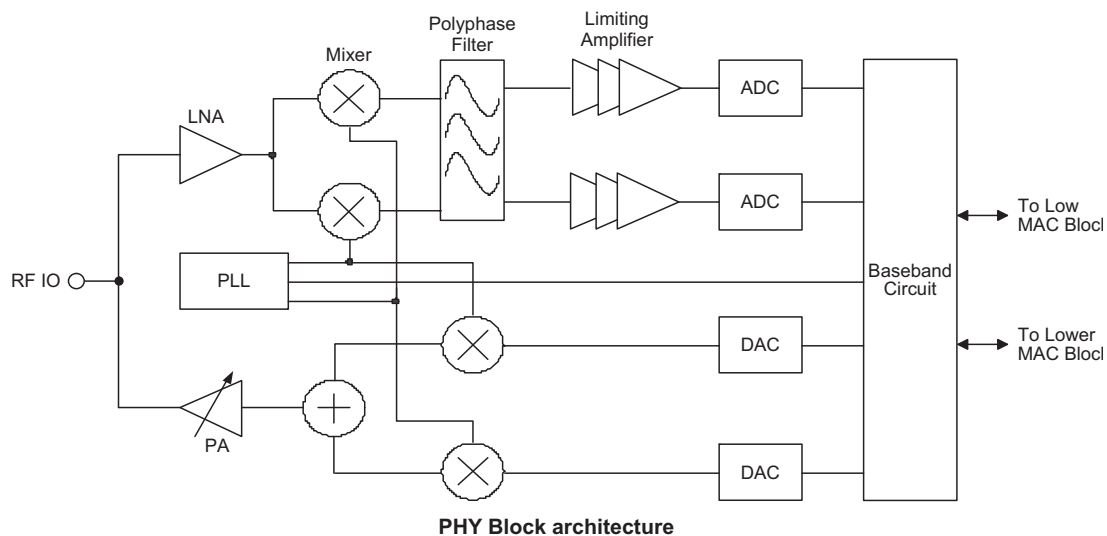 Polyphase
Filter
Limiting
Amplifier
Mixer
LNA
ADC
ADC
To Low
MAC Block
RF IO
PLL
Baseband
Circuit
DAC
To Lower
MAC Block
PA
DAC
PHY Block architecture